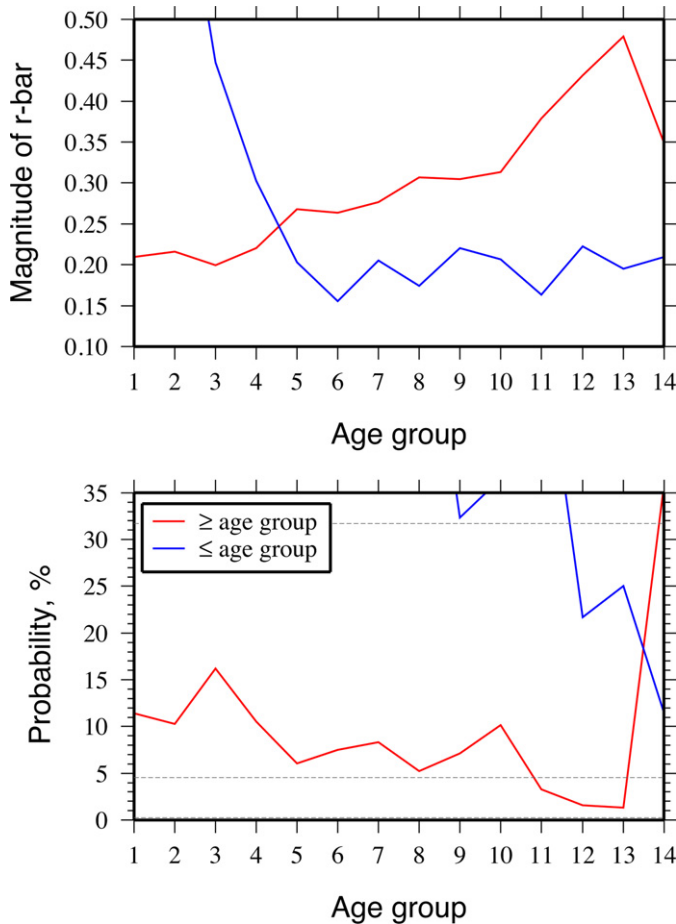 0.50
0.45
0.40
0.35
0.30
0.25
0.20
0.15
0.10
Magnitude of r-bar
1 2 3 4 5 6 7 8 9 10 11 12 13 14
Age group
35
30
25
20
15
10
5
0
Probability, %
≥ age group
≤ age group
1 2 3 4 5 6 7 8 9 10 11 12 13 14
Age group